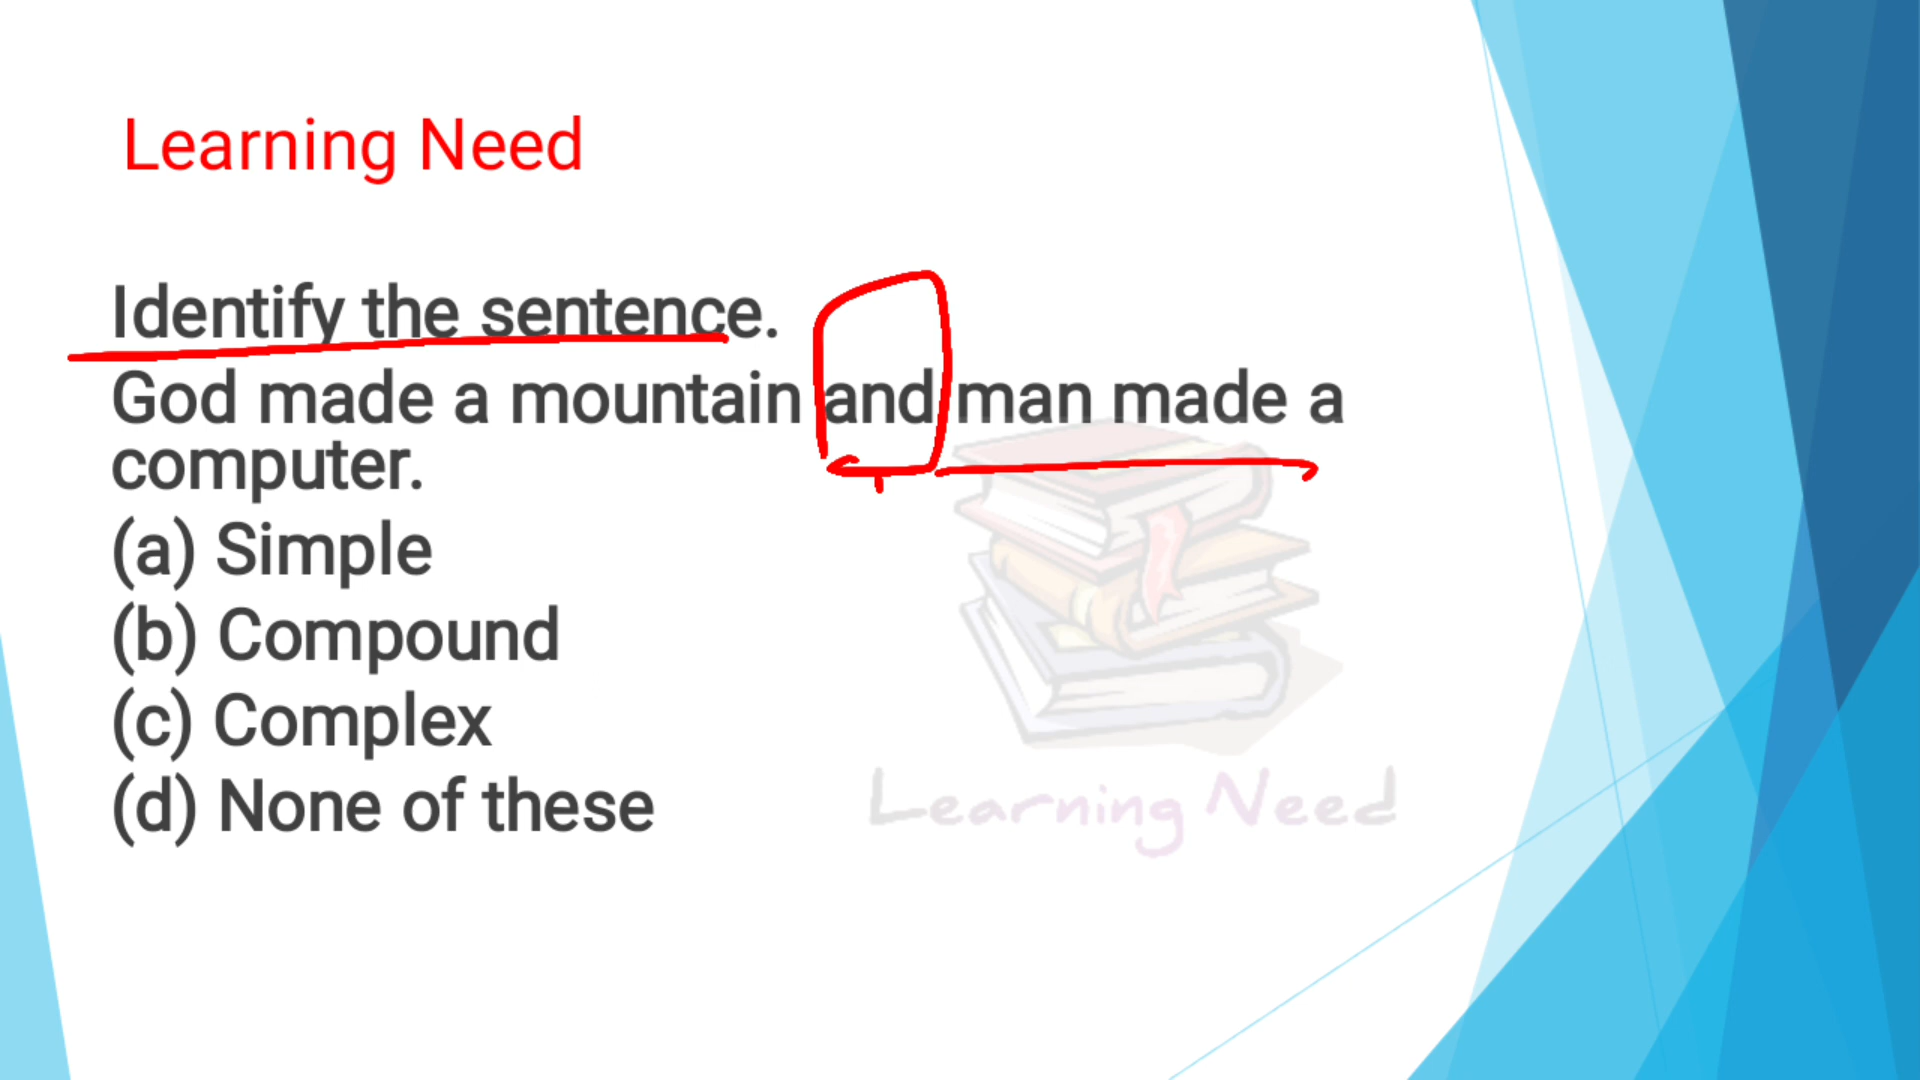 Learning Need
Identify the sentence.
God made a mountain and man made a
computer.
(a) Simple
(b) Compound
(c) Complex
(d) None of these
Learning Need